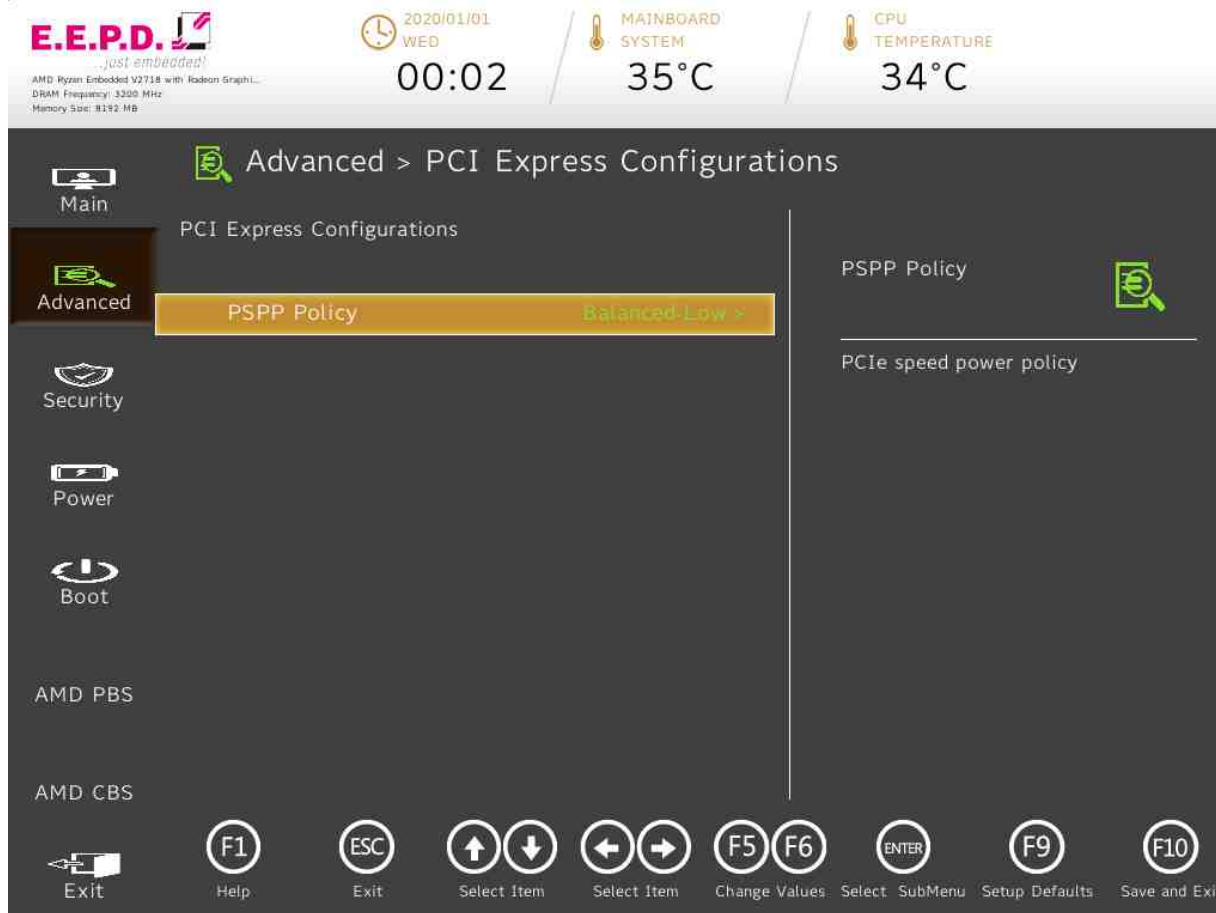 E.E.P.D.
...just embedded!
AMD Ryzen Embedded V2718 with Radeon Graphi...
DRAM Frequency: 3200 MHz
Memory Size: 8192 MB
2020/01/01
WED
00:02
MAINBOARD
SYSTEM
35°C
CPU
TEMPERATURE
34°C
Main
Advanced
Security
Power
Boot
AMD PBS
AMD CBS
Exit
Advanced > PCI Express Configurations
PCI Express Configurations
PSPP Policy Balanced-Low >
PSPP Policy
PCIe speed power policy
F1 ESC F5 F6 ENTER F9 F10
Help Exit Select Item Select Item Change Values Select SubMenu Setup Defaults Save and Exi